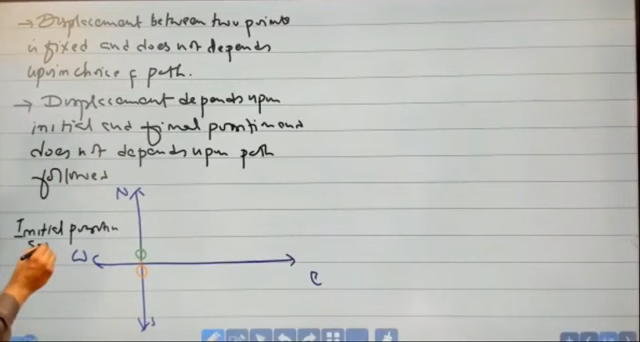 → Displacement between two points
is fixed and does not depends
upon choice of path.
→ Displacement depends upon
initial and final position and
does not depends upon path
followed
N
Initial position
W
E
S